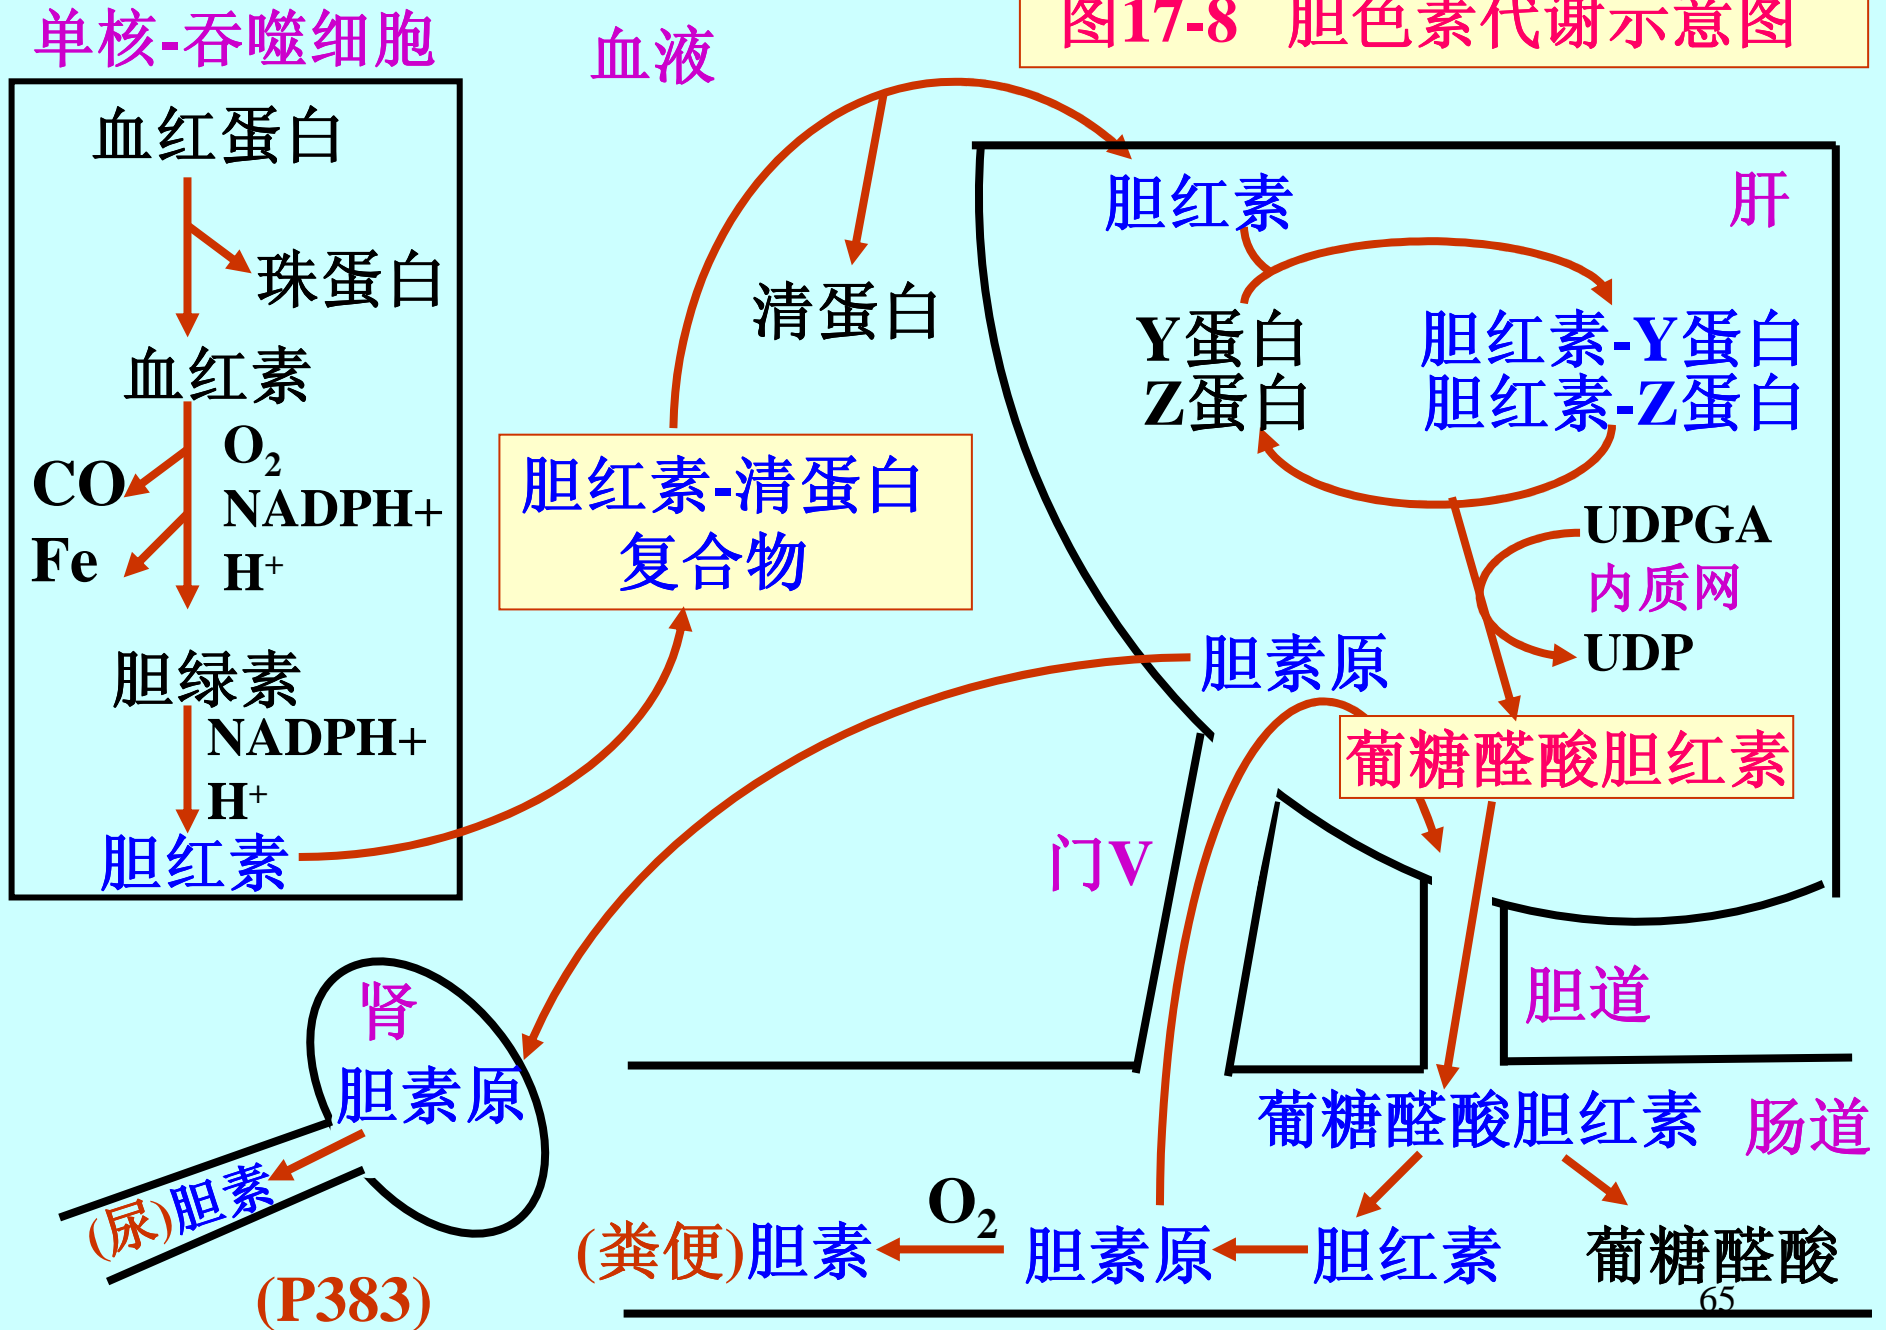 图17-8 胆色素代谢示意图
单核-吞噬细胞
血液
血红蛋白
珠蛋白
血红素
CO
Fe
O₂
NADPH+
H⁺
胆绿素
NADPH+
H⁺
胆红素
胆红素-清蛋白
复合物
清蛋白
肝
胆红素
Y蛋白
Z蛋白
胆红素-Y蛋白
胆红素-Z蛋白
UDPGA
内质网
UDP
胆素原
葡糖醛酸胆红素
门V
胆道
肾
胆素原
(尿)胆素
葡糖醛酸胆红素
肠道
(粪便)胆素
O₂
胆素原
胆红素
葡糖醛酸
(P383)
65